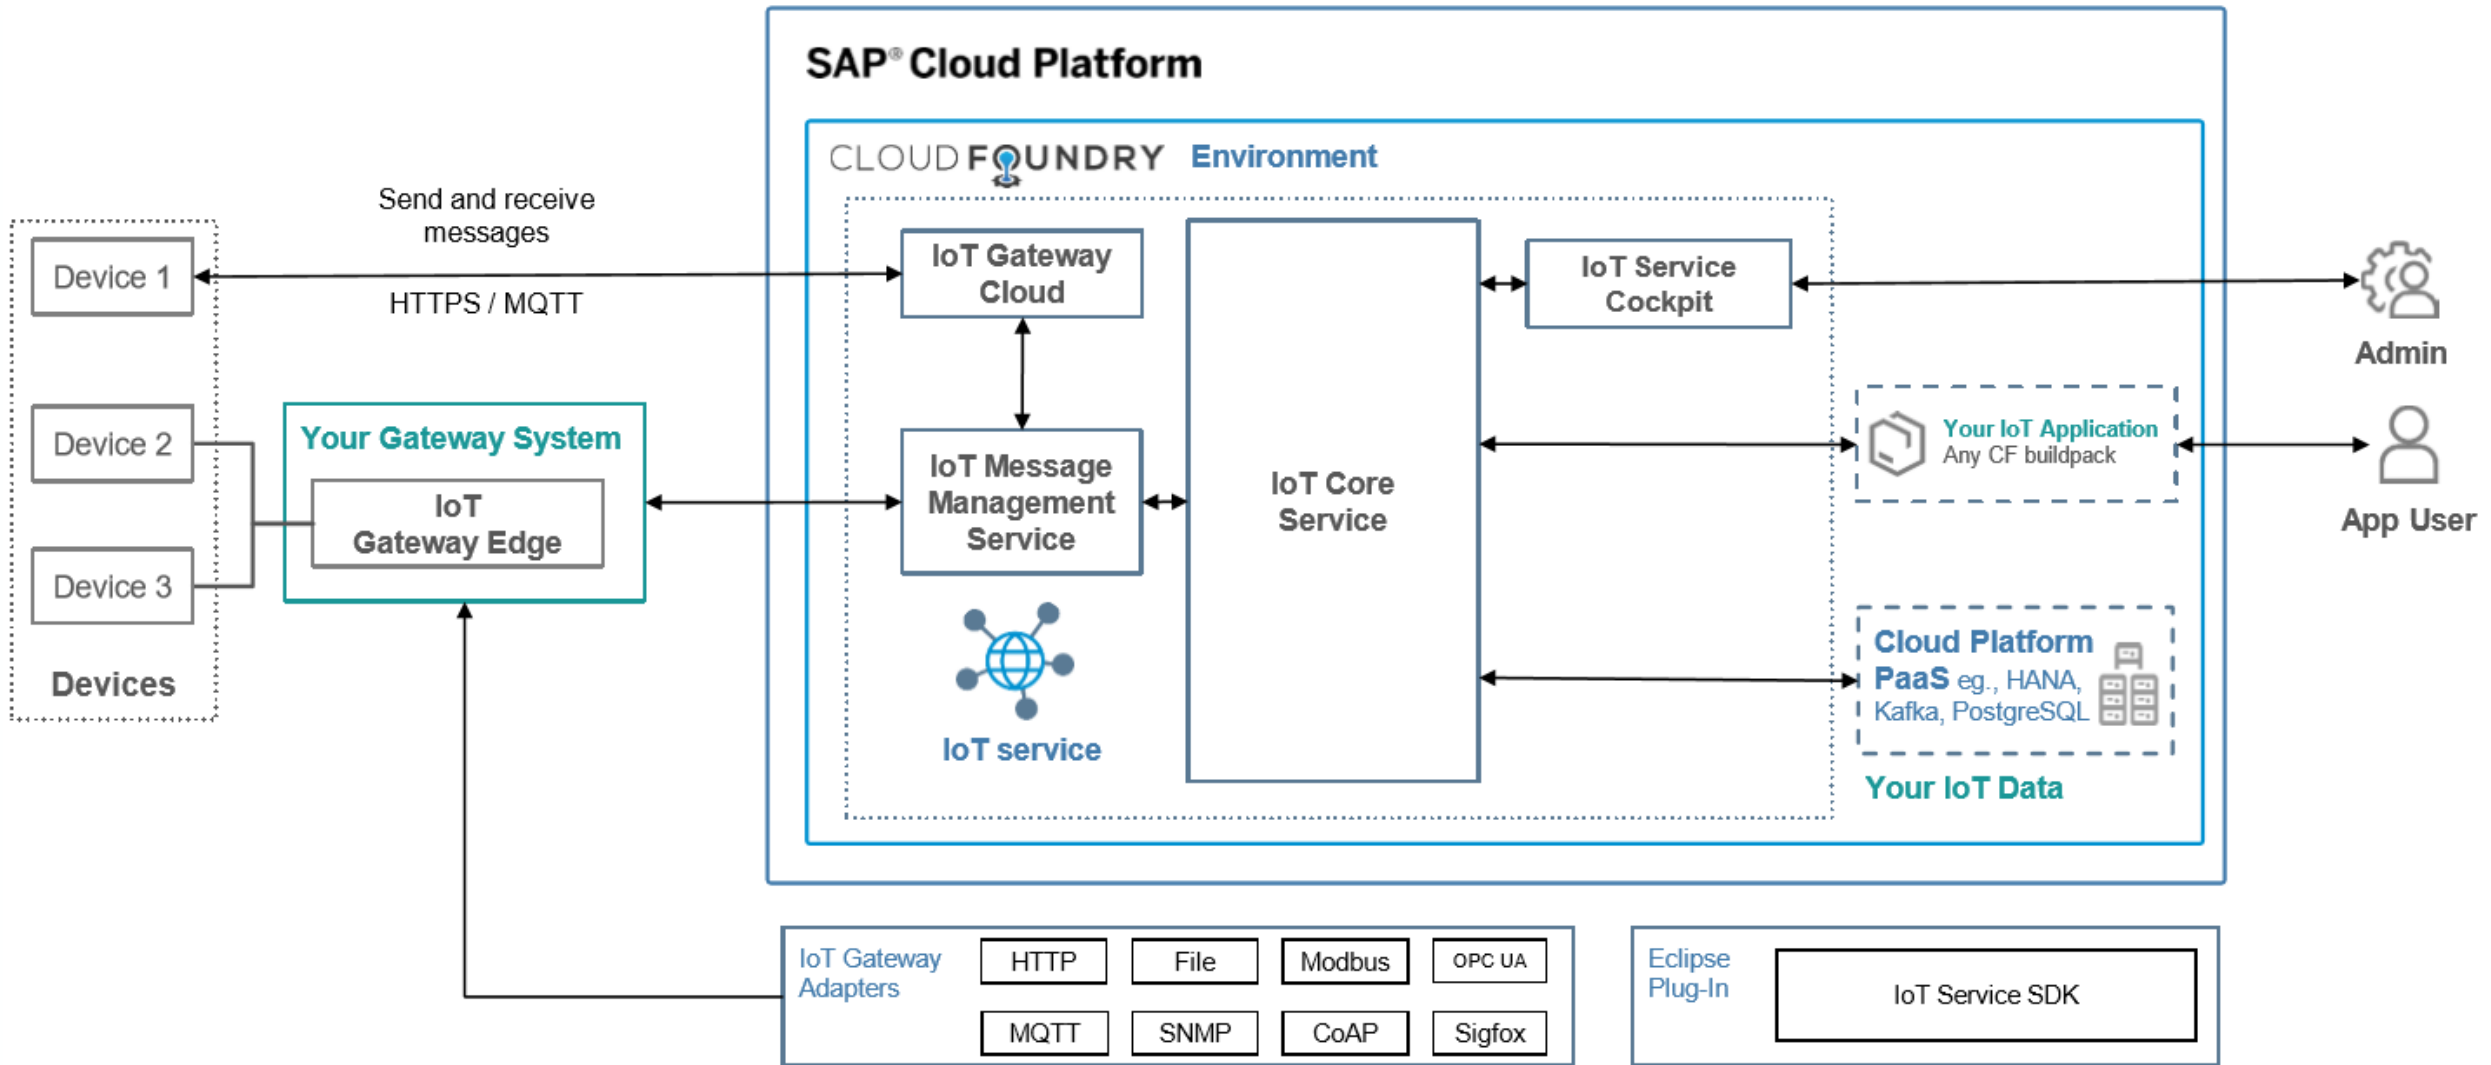 SAP® Cloud Platform
CLOUD FOUNDRY Environment
Send and receive
messages
HTTPS / MQTT
Device 1
Device 2
Device 3
Devices
Your Gateway System
IoT
Gateway Edge
IoT Gateway
Cloud
IoT Message
Management
Service
IoT service
IoT Core
Service
IoT Service
Cockpit
Admin
Your IoT Application
Any CF buildpack
App User
Cloud Platform
PaaS eg., HANA,
Kafka, PostgreSQL
Your IoT Data
IoT Gateway
Adapters
HTTP
File
Modbus
OPC UA
MQTT
SNMP
CoAP
Sigfox
Eclipse
Plug-In
IoT Service SDK